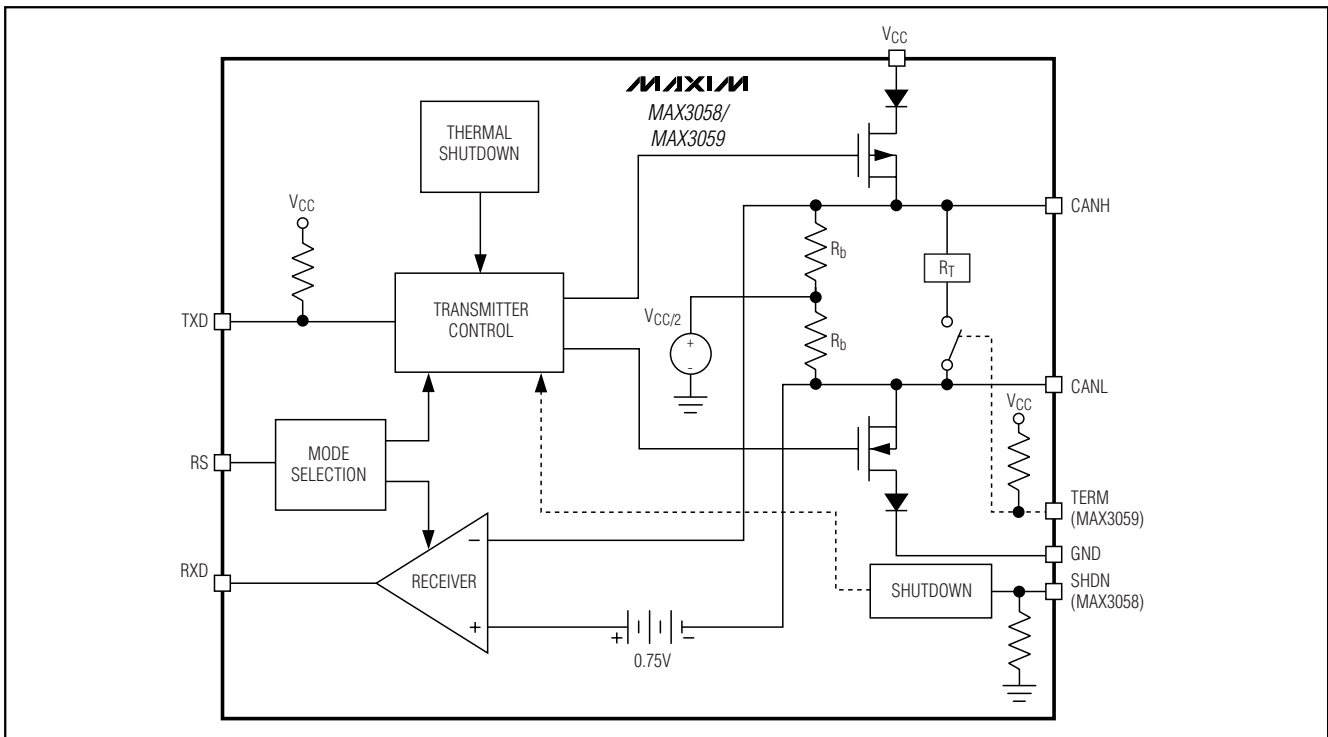 VCC
MAXIM
MAX3058/
MAX3059
THERMAL
SHUTDOWN
VCC
CANH
Rb
RT
TXD
TRANSMITTER
CONTROL
VCC/2
+
-
Rb
CANL
VCC
RS
MODE
SELECTION
TERM
(MAX3059)
GND
RXD
RECEIVER
−
+
SHUTDOWN
SHDN
(MAX3058)
+
−
0.75V